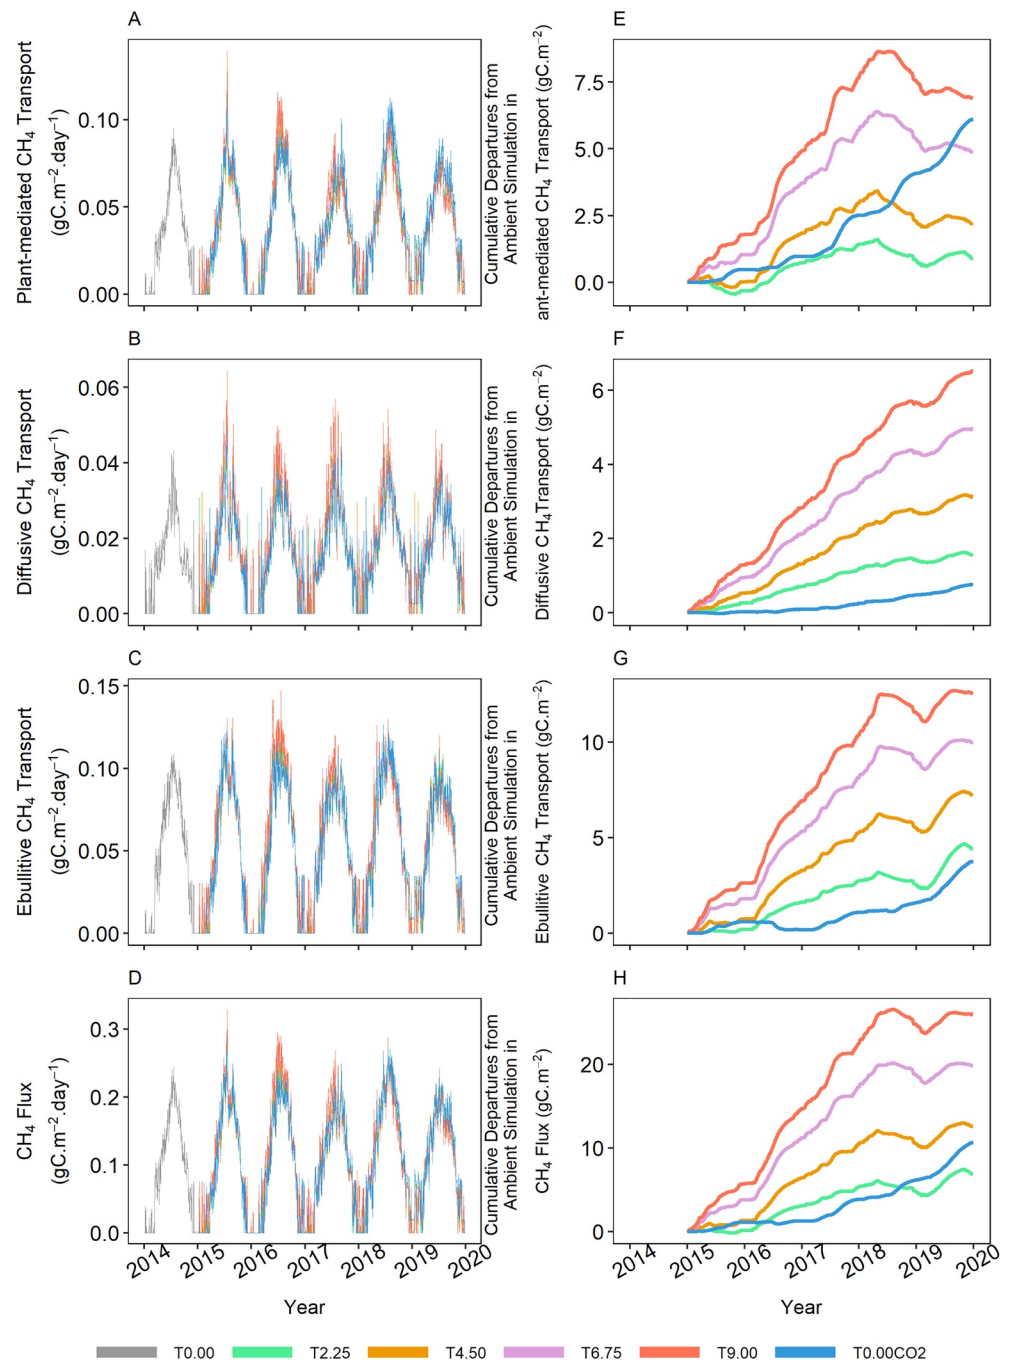 A
Plant-mediated CH4 Transport
(gC.m−2.day−1)
0.10
0.05
0.00
E
Cumulative Departures from
Ambient Simulation in
ant-mediated CH4 Transport (gC.m−2)
7.5
5.0
2.5
0.0
B
Diffusive CH4 Transport
(gC.m−2.day−1)
0.06
0.04
0.02
0.00
F
Cumulative Departures from
Ambient Simulation in
Diffusive CH4Transport (gC.m−2)
6
4
2
0
C
Ebullitive CH4 Transport
(gC.m−2.day−1)
0.15
0.10
0.05
0.00
G
Cumulative Departures from
Ambient Simulation in
Ebullitive CH4 Transport (gC.m−2)
10
5
0
D
CH4 Flux
(gC.m−2.day−1)
0.3
0.2
0.1
0.0
2014 2015 2016 2017 2018 2019 2020
Year
H
Cumulative Departures from
Ambient Simulation in
CH4 Flux (gC.m−2)
20
10
0
2014 2015 2016 2017 2018 2019 2020
Year
T0.00 T2.25 T4.50 T6.75 T9.00 T0.00CO2